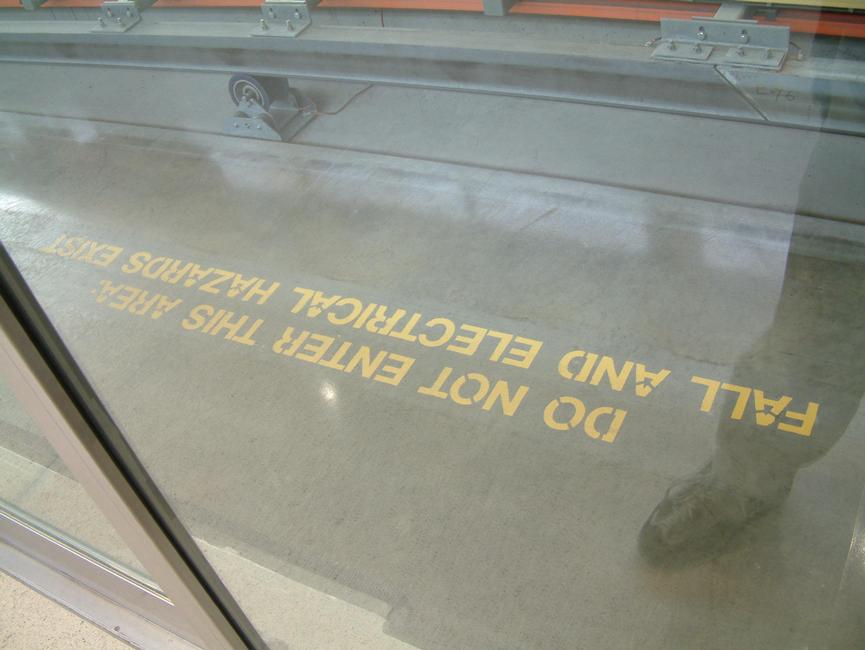 DO NOT ENTER THIS AREA:
FALL AND ELECTRICAL HAZARDS EXIST